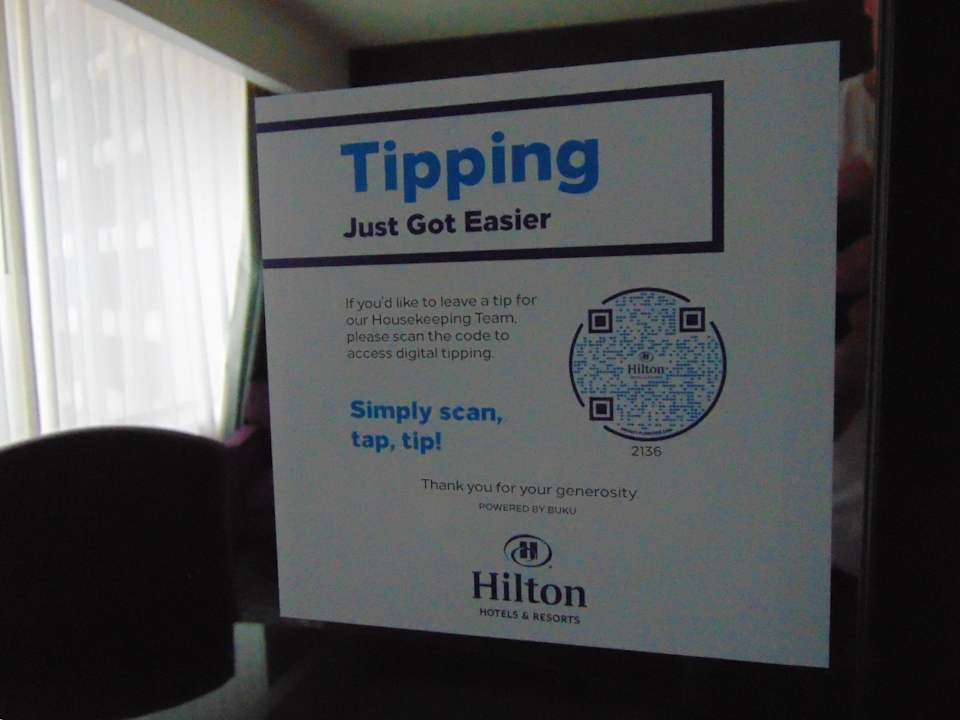 Tipping
Just Got Easier
If you'd like to leave a tip for
our Housekeeping Team,
please scan the code to
access digital tipping.
Simply scan,
tap, tip!
Hilton
2136
Thank you for your generosity.
POWERED BY BUKU
H
Hilton
HOTELS & RESORTS